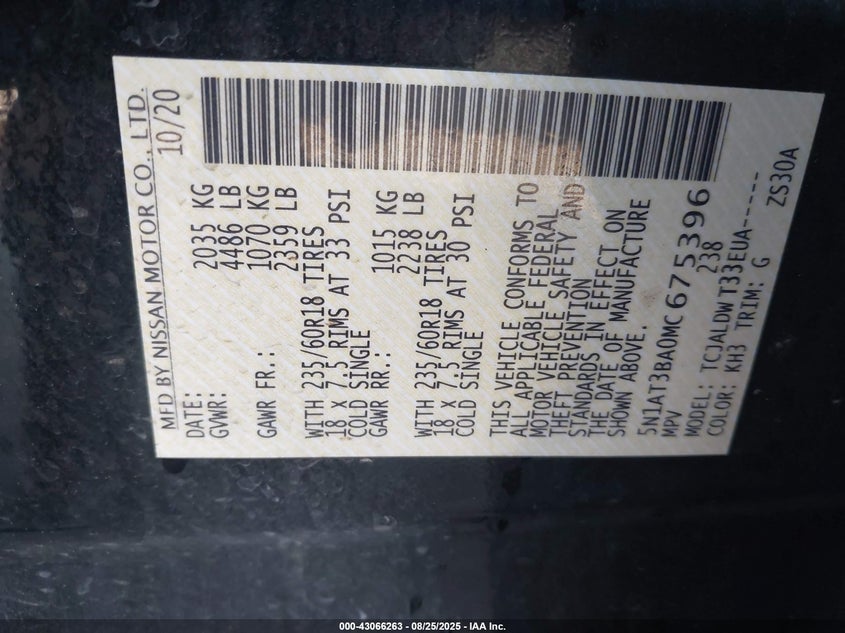 MFD BY NISSAN MOTOR CO., LTD.
DATE: 10/20
GVWR: 2035 KG
4486 LB
GAWR FR.: 1070 KG
2359 LB
WITH 235/60R18 TIRES
18 X 7.5 RIMS AT 33 PSI
COLD SINGLE
GAWR RR.: 1015 KG
2238 LB
WITH 235/60R18 TIRES
18 X 7.5 RIMS AT 30 PSI
COLD SINGLE
THIS VEHICLE CONFORMS TO
ALL APPLICABLE FEDERAL
MOTOR VEHICLE SAFETY AND
THEFT PREVENTION
STANDARDS IN EFFECT ON
THE DATE OF MANUFACTURE
SHOWN ABOVE.
5N1AT3BA0MC675396
MPV 238
MODEL: TCJALDWT33EUA-----
COLOR: KH3 TRIM: G ZS30A
000-43066263 - 08/25/2025 - IAA Inc.